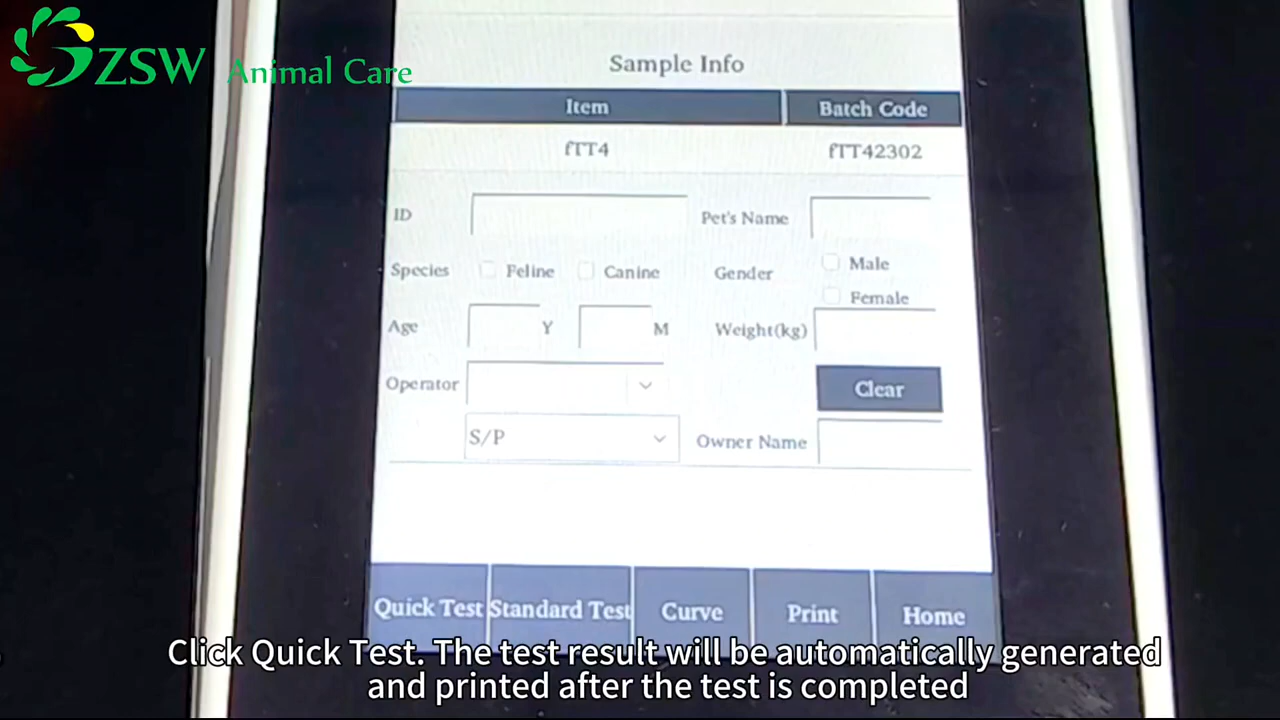 ZSW Animal Care
Sample Info
Item Batch Code
fTT4 fTT42302
ID Pet's Name
Species Feline Canine Gender Male
Female
Age Y M Weight(kg)
Operator Clear
S/P Owner Name
Quick Test Standard Test Curve Print Home
Click Quick Test. The test result will be automatically generated
and printed after the test is completed